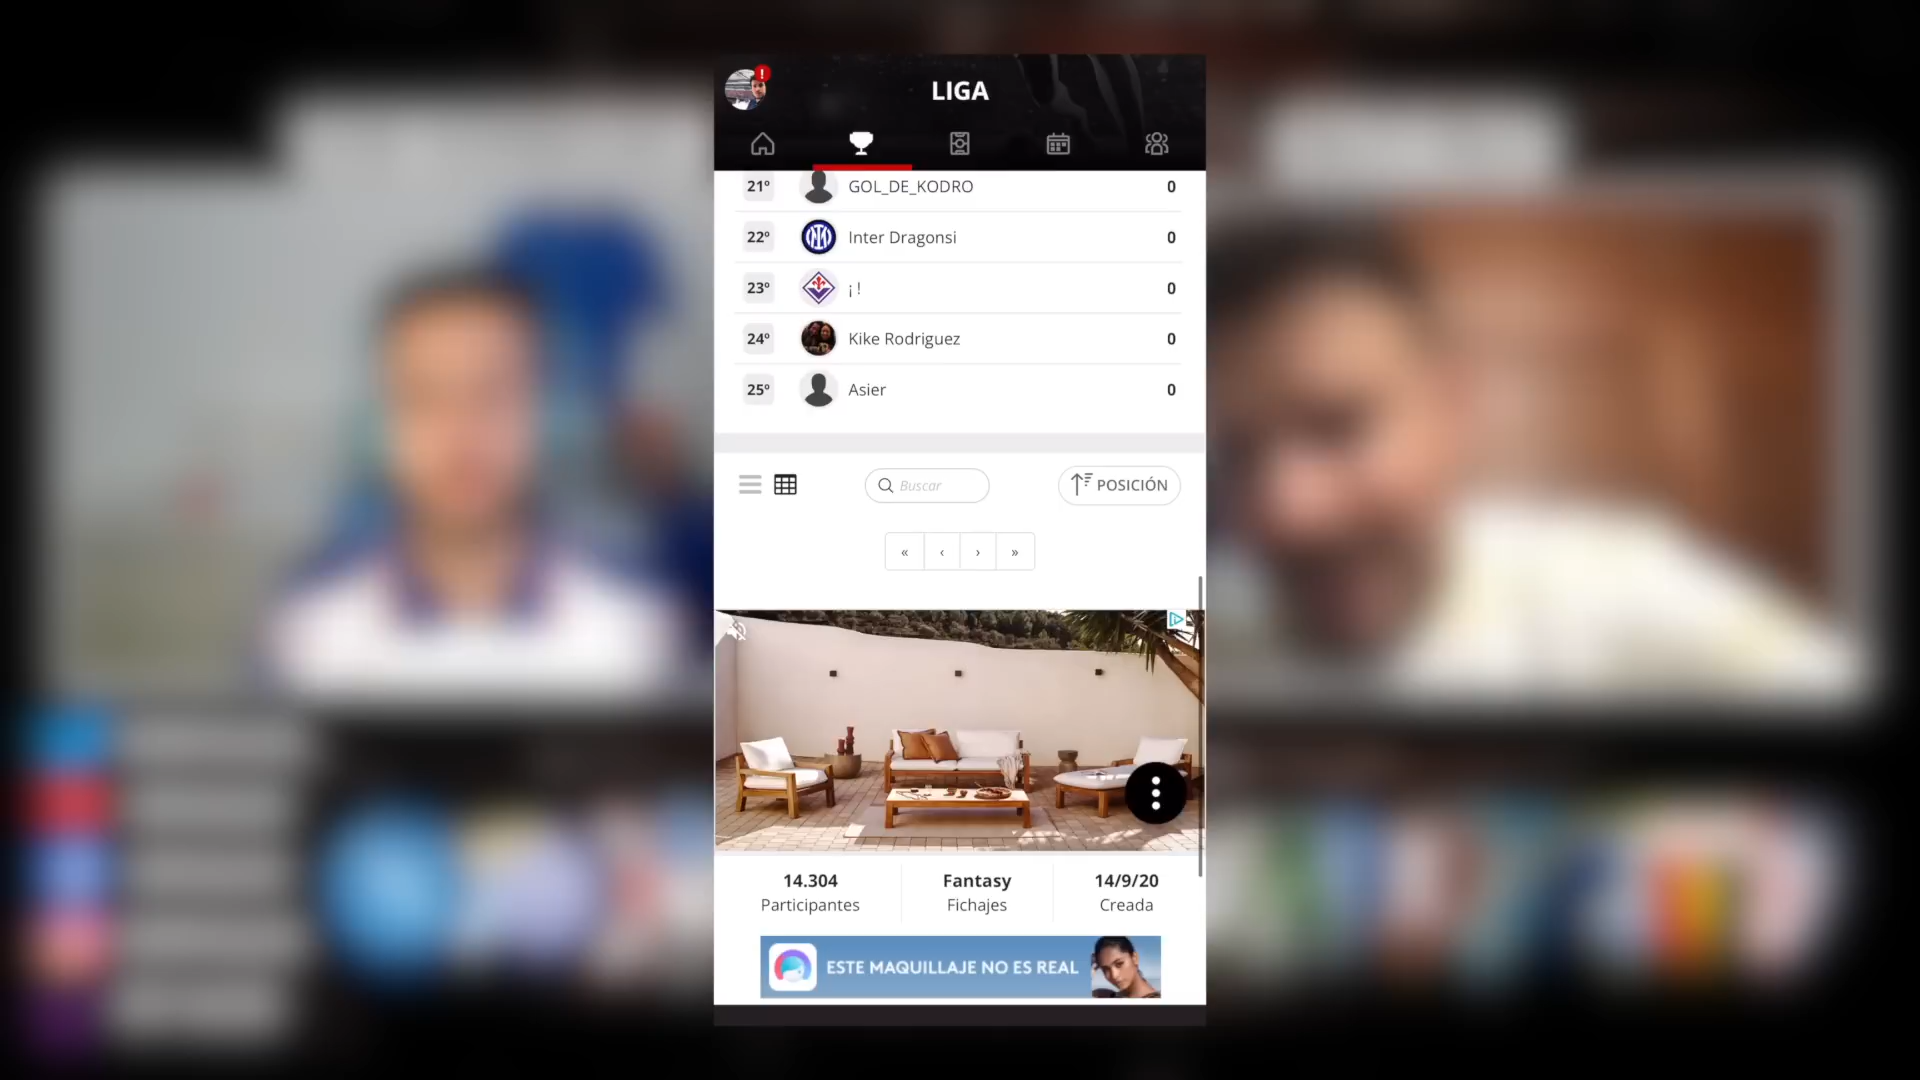 LIGA
21º GOL_DE_KODRO 0
22º Inter Dragonsi 0
23º ¡ ! 0
24º Kike Rodriguez 0
25º Asier 0
Buscar
POSICIÓN
« ‹ › »
14.304 Fantasy 14/9/20
Participantes Fichajes Creada
ESTE MAQUILLAJE NO ES REAL